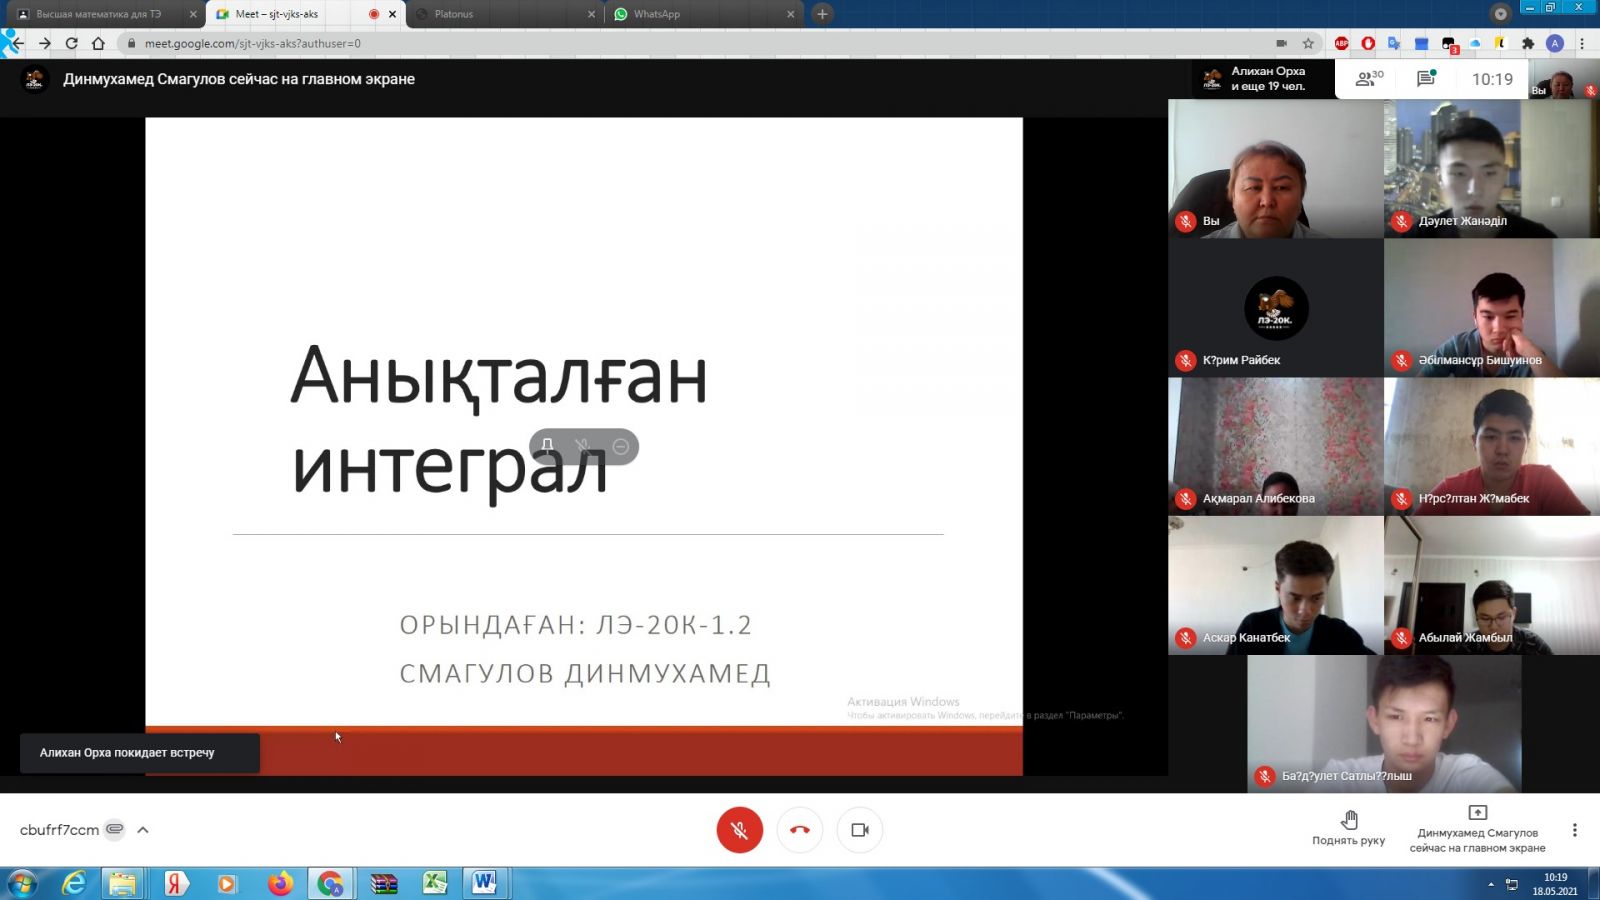 Высшая математика для ТЭ
Meet – sjt-vjks-aks
Platonus
WhatsApp
meet.google.com/sjt-vjks-aks?authuser=0
ABP
3
A
Динмухамед Смагулов сейчас на главном экране
Алихан Орха
и еще 19 чел.
30
10:19
Вы
Анықталған
интеграл
ОРЫНДАҒАН: ЛЭ-20К-1.2
СМАГУЛОВ ДИНМУХАМЕД
Активация Windows
Чтобы активировать Windows, перейдите в раздел "Параметры".
Вы
Дәулет Жанәділ
ЛЭ-20К.
К?рим Райбек
Әбілмансұр Бишуинов
Ақмарал Алибекова
Н?рс?лтан Ж?мабек
Аскар Канатбек
Абылай Жамбыл
Ба?д?улет Сатлы??лыш
Алихан Орха покидает встречу
cbufrf7ccm
Поднять руку
Динмухамед Смагулов
сейчас на главном экране
10:19
18.05.2021